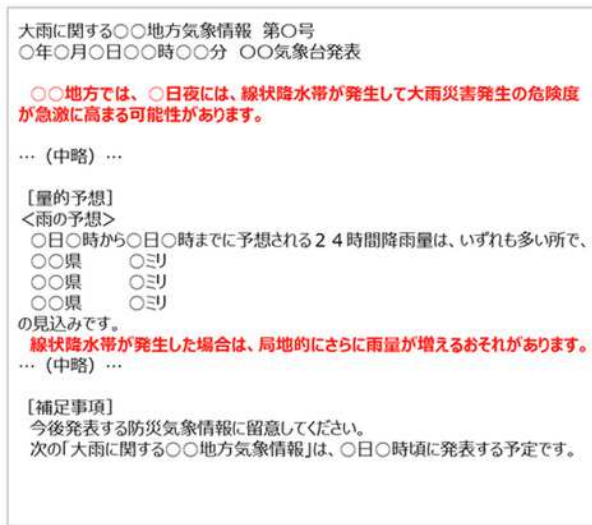 大雨に関する○○地方気象情報 第○号
○年○月○日○○時○○分 ○○気象台発表
○○地方では、○日夜には、線状降水帯が発生して大雨災害発生の危険度
が急激に高まる可能性があります。
…（中略）…
［量的予想］
＜雨の予想＞
○日○時から○日○時までに予想される２４時間降雨量は、いずれも多い所で、
○○県 ○ミリ
○○県 ○ミリ
○○県 ○ミリ
の見込みです。
線状降水帯が発生した場合は、局地的にさらに雨量が増えるおそれがあります。
…（中略）…
［補足事項］
今後発表する防災気象情報に留意してください。
次の「大雨に関する○○地方気象情報」は、○日○時頃に発表する予定です。